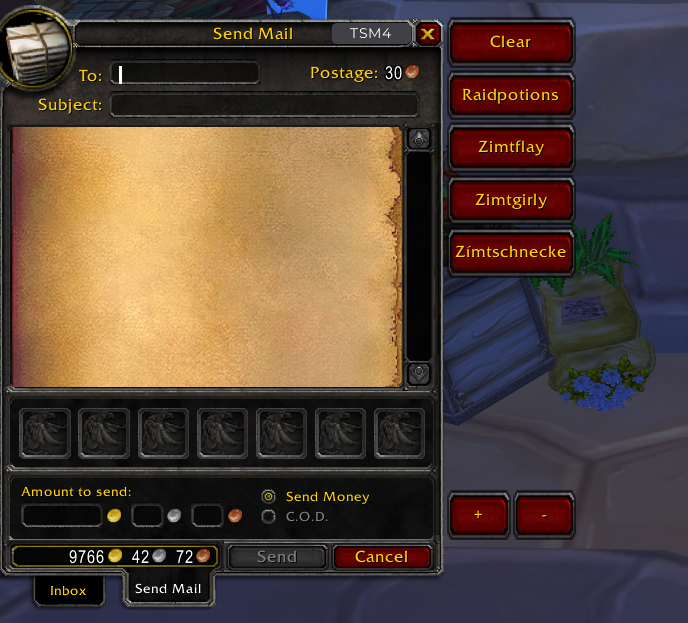 Send Mail TSM4
To: Postage: 30
Subject:
Clear
Raidpotions
Zimtflay
Zimtgirly
Zímtschnecke
Amount to send:
Send Money
C.O.D.
+ -
9766 42 72 Send Cancel
Inbox Send Mail